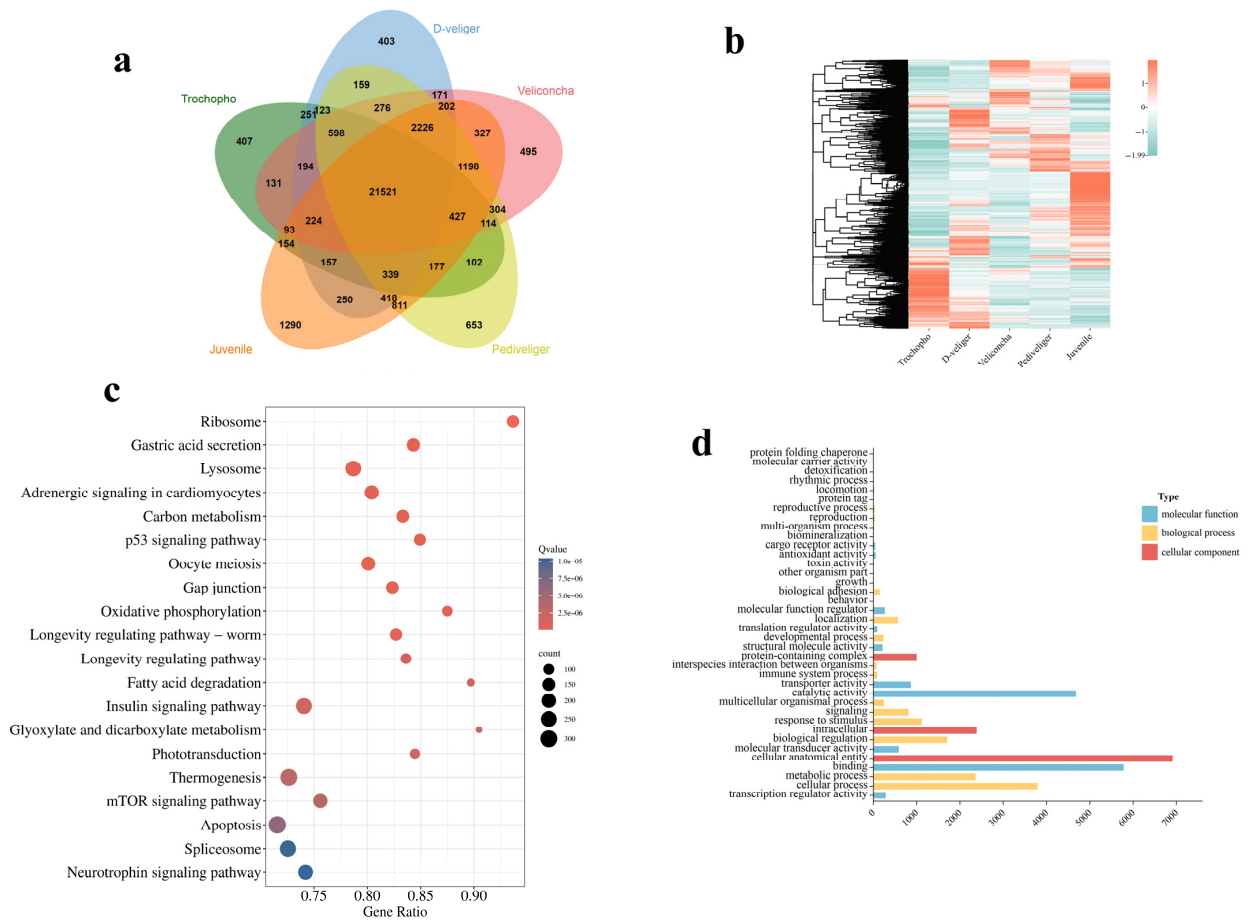 a
D-veliger
Veliconcha
Trochopho
Juvenile
Pediveliger
403
159
171
202
276
123
251
598
2226
327
495
407
194
1190
131
21521
304
224
427
114
93
154
157
339
177
102
250
418
811
1290
653
b
1
0
−1
−1.99
Trochopho
D-veliger
Veliconcha
Pediveliger
Juvenile
c
Ribosome
Gastric acid secretion
Lysosome
Adrenergic signaling in cardiomyocytes
Carbon metabolism
p53 signaling pathway
Oocyte meiosis
Gap junction
Oxidative phosphorylation
Longevity regulating pathway − worm
Longevity regulating pathway
Fatty acid degradation
Insulin signaling pathway
Glyoxylate and dicarboxylate metabolism
Phototransduction
Thermogenesis
mTOR signaling pathway
Apoptosis
Spliceosome
Neurotrophin signaling pathway
0.75
0.80
0.85
0.90
Gene Ratio
Qvalue
1.0e−05
7.5e−06
5.0e−06
2.5e−06
count
100
150
200
250
300
d
protein folding chaperone
molecular carrier activity
detoxification
rhythmic process
locomotion
protein tag
reproductive process
reproduction
multi-organism process
biomineralization
cargo receptor activity
antioxidant activity
toxin activity
other organism part
growth
biological adhesion
behavior
molecular function regulator
localization
translation regulator activity
developmental process
structural molecule activity
protein-containing complex
interspecies interaction between organisms
immune system process
transporter activity
catalytic activity
multicellular organismal process
signaling
response to stimulus
intracellular
biological regulation
molecular transducer activity
cellular anatomical entity
binding
metabolic process
cellular process
transcription regulator activity
0
1000
2000
3000
4000
5000
6000
7000
Type
molecular function
biological process
cellular component